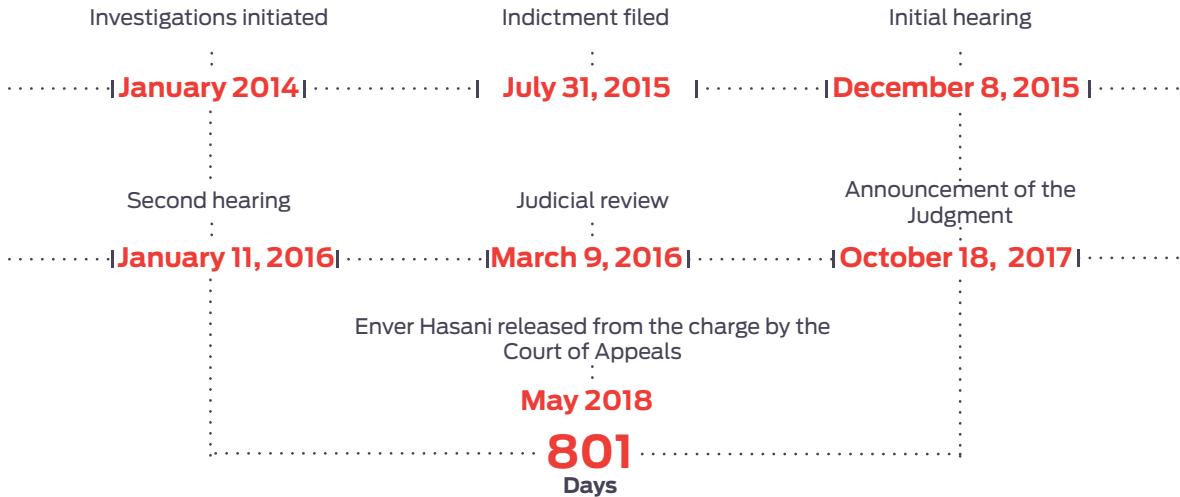 Investigations initiated
January 2014
Indictment filed
July 31, 2015
Initial hearing
December 8, 2015
Second hearing
January 11, 2016
Judicial review
March 9, 2016
Announcement of the
Judgment
October 18, 2017
Enver Hasani released from the charge by the
Court of Appeals
May 2018
801
Days